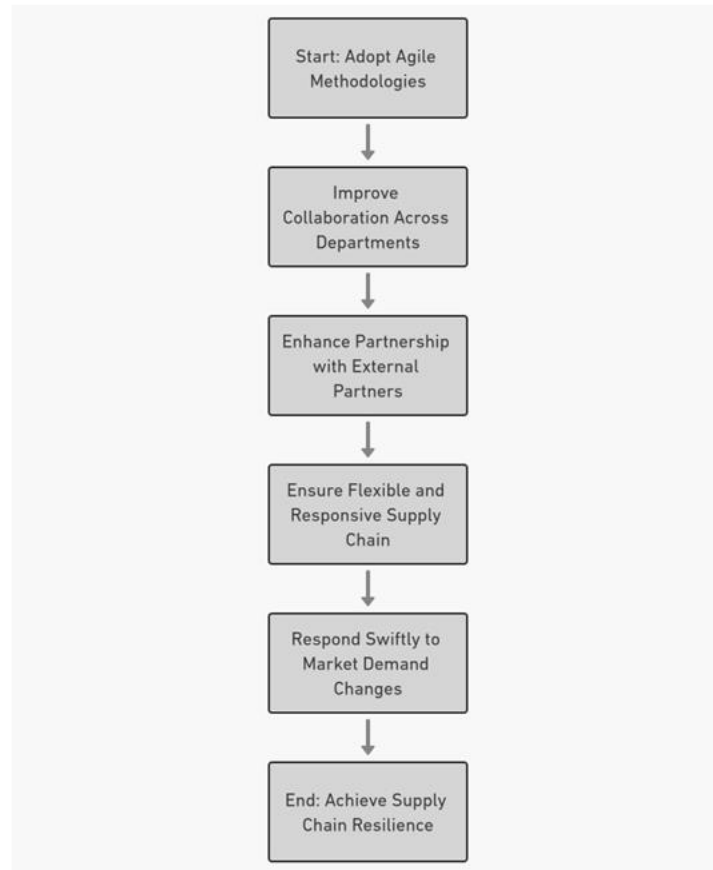 Start: Adopt Agile
Methodologies
Improve
Collaboration Across
Departments
Enhance Partnership
with External
Partners
Ensure Flexible and
Responsive Supply
Chain
Respond Swiftly to
Market Demand
Changes
End: Achieve Supply
Chain Resilience